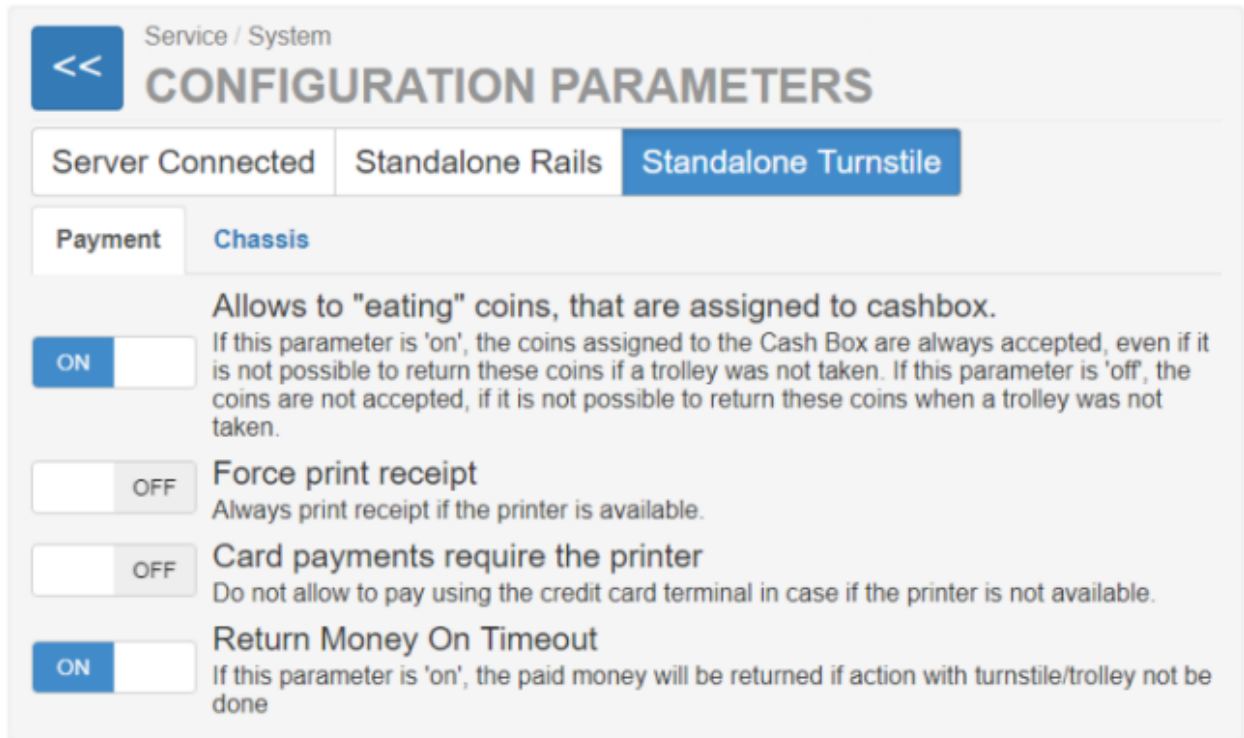 <<
Service / System
CONFIGURATION PARAMETERS
Server Connected
Standalone Rails
Standalone Turnstile
Payment
Chassis
Allows to "eating" coins, that are assigned to cashbox.
ON
If this parameter is 'on', the coins assigned to the Cash Box are always accepted, even if it
is not possible to return these coins if a trolley was not taken. If this parameter is 'off', the
coins are not accepted, if it is not possible to return these coins when a trolley was not
taken.
OFF
Force print receipt
Always print receipt if the printer is available.
OFF
Card payments require the printer
Do not allow to pay using the credit card terminal in case if the printer is not available.
ON
Return Money On Timeout
If this parameter is 'on', the paid money will be returned if action with turnstile/trolley not be
done